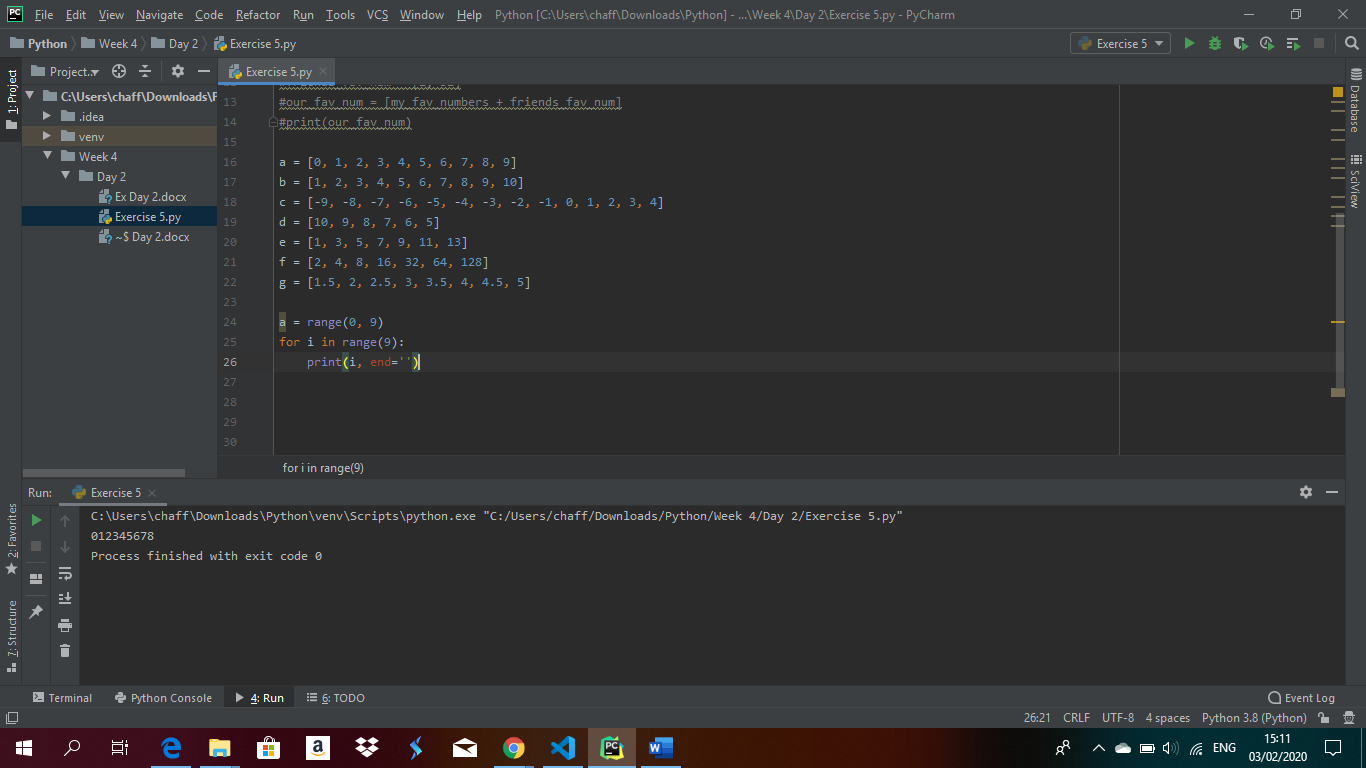 File Edit View Navigate Code Refactor Run Tools VCS Window Help Python [C:\Users\chaff\Downloads\Python] - ...\Week 4\Day 2\Exercise 5.py - PyCharm
Python Week 4 Day 2 Exercise 5.py Exercise 5
1: Project
Project.. Exercise 5.py
C:\Users\chaff\Downloads\P
.idea
venv
Week 4
Day 2
Ex Day 2.docx
Exercise 5.py
~$ Day 2.docx
13 #our_fav_num = [my_fav_numbers + friends_fav_num]
14 #print(our_fav_num)
15
16 a = [0, 1, 2, 3, 4, 5, 6, 7, 8, 9]
17 b = [1, 2, 3, 4, 5, 6, 7, 8, 9, 10]
18 c = [-9, -8, -7, -6, -5, -4, -3, -2, -1, 0, 1, 2, 3, 4]
19 d = [10, 9, 8, 7, 6, 5]
20 e = [1, 3, 5, 7, 9, 11, 13]
21 f = [2, 4, 8, 16, 32, 64, 128]
22 g = [1.5, 2, 2.5, 3, 3.5, 4, 4.5, 5]
23
24 a = range(0, 9)
25 for i in range(9):
26 print(i, end='')
27
28
29
30
for i in range(9)
Database
SciView
Run: Exercise 5
C:\Users\chaff\Downloads\Python\venv\Scripts\python.exe "C:/Users/chaff/Downloads/Python/Week 4/Day 2/Exercise 5.py"
012345678
Process finished with exit code 0
2: Favorites
7: Structure
Terminal Python Console 4: Run 6: TODO Event Log
26:21 CRLF UTF-8 4 spaces Python 3.8 (Python)
ENG 15:11
03/02/2020